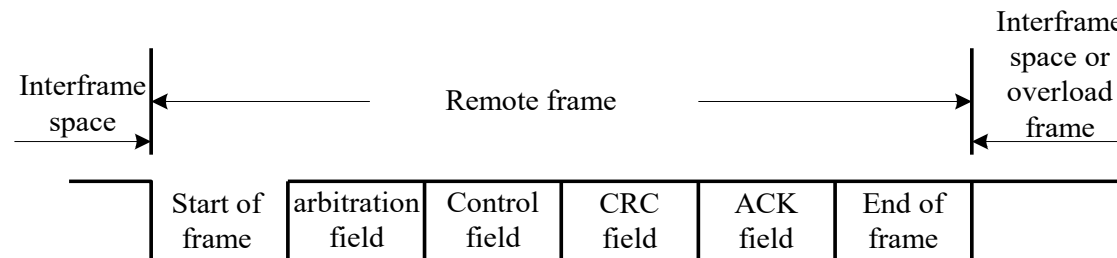 Interframe
space
Remote frame
Interframe
space or
overload
frame
Start of
frame
arbitration
field
Control
field
CRC
field
ACK
field
End of
frame